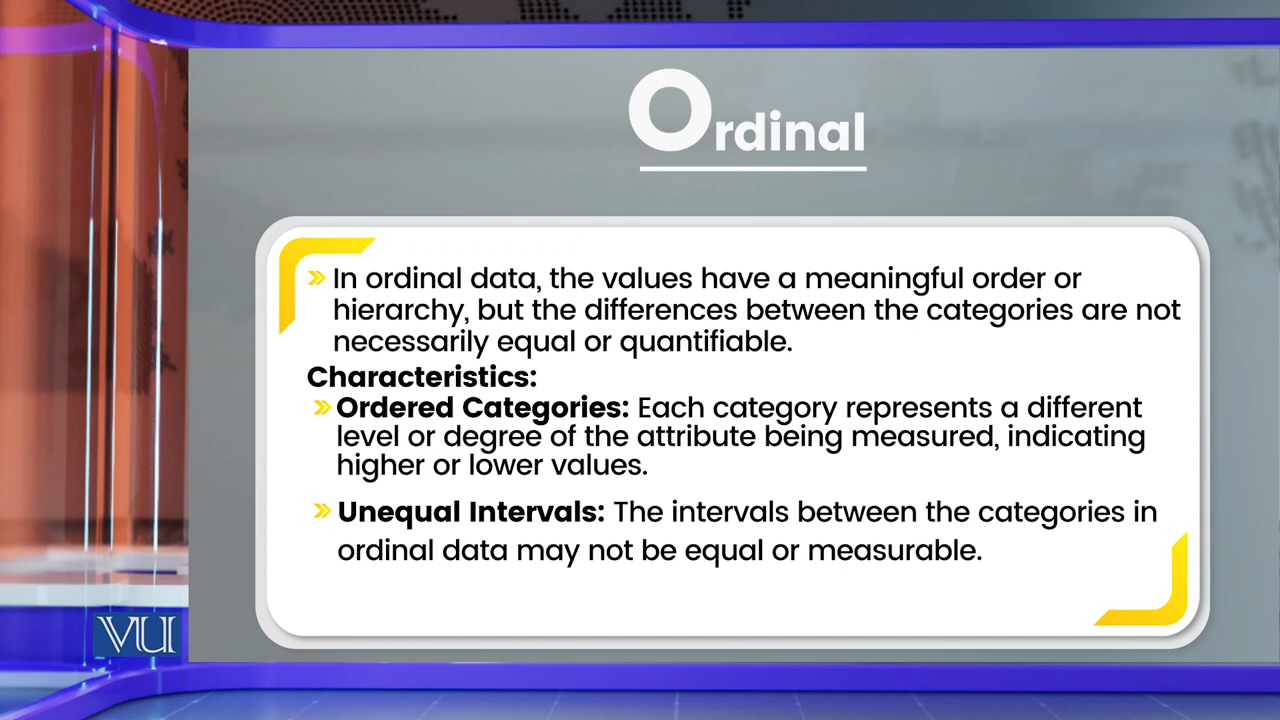 Ordinal
In ordinal data, the values have a meaningful order or
hierarchy, but the differences between the categories are not
necessarily equal or quantifiable.
Characteristics:
Ordered Categories: Each category represents a different
level or degree of the attribute being measured, indicating
higher or lower values.
Unequal Intervals: The intervals between the categories in
ordinal data may not be equal or measurable.
VU